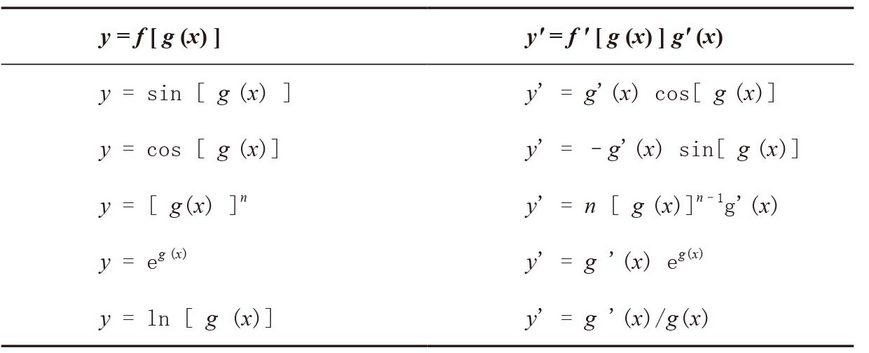 y = f [ g (x) ] y′ = f ′ [ g (x) ] g′ (x)
y = sin [ g (x) ] y’ = g’ (x) cos[ g (x)]
y = cos [ g (x)] y’ = -g’ (x) sin[ g (x)]
y = [ g(x) ]ⁿ y’ = n [ g (x)]ⁿ⁻¹g’ (x)
y = e^g (x) y’ = g ’ (x) e^g(x)
y = ln [ g (x)] y’ = g ’ (x)/g(x)